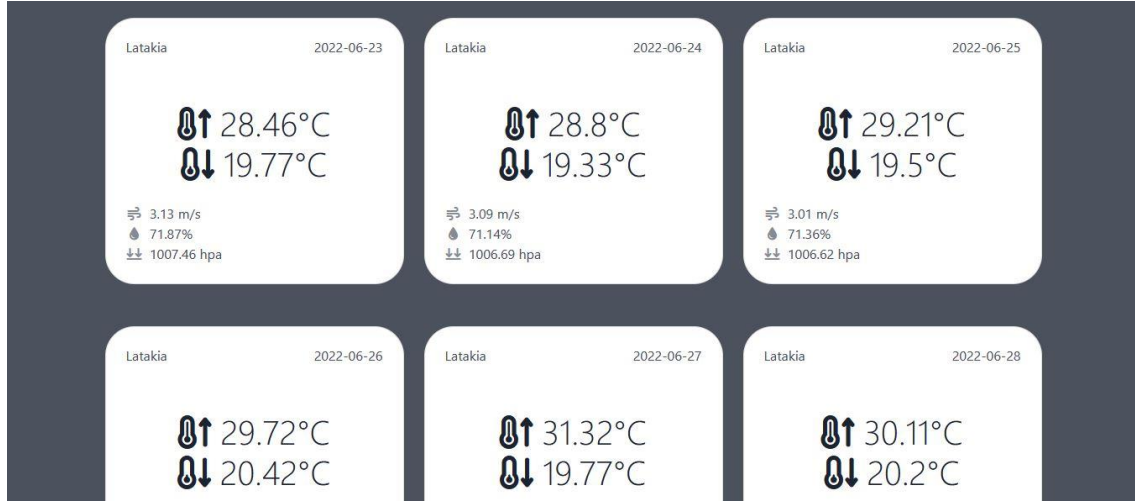 Latakia 2022-06-23
28.46°C
19.77°C
3.13 m/s
71.87%
1007.46 hpa
Latakia 2022-06-24
28.8°C
19.33°C
3.09 m/s
71.14%
1006.69 hpa
Latakia 2022-06-25
29.21°C
19.5°C
3.01 m/s
71.36%
1006.62 hpa
Latakia 2022-06-26
29.72°C
20.42°C
Latakia 2022-06-27
31.32°C
19.77°C
Latakia 2022-06-28
30.11°C
20.2°C